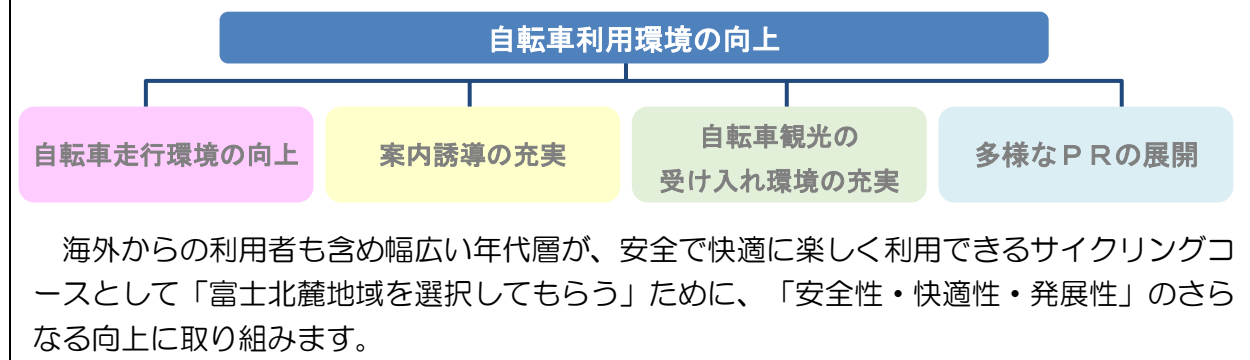 自転車利用環境の向上
自転車走行環境の向上
案内誘導の充実
自転車観光の
受け入れ環境の充実
多様なＰＲの展開
　海外からの利用者も含め幅広い年代層が、安全で快適に楽しく利用できるサイクリングコ
ースとして「富士北麓地域を選択してもらう」ために、「安全性・快適性・発展性」のさら
なる向上に取り組みます。